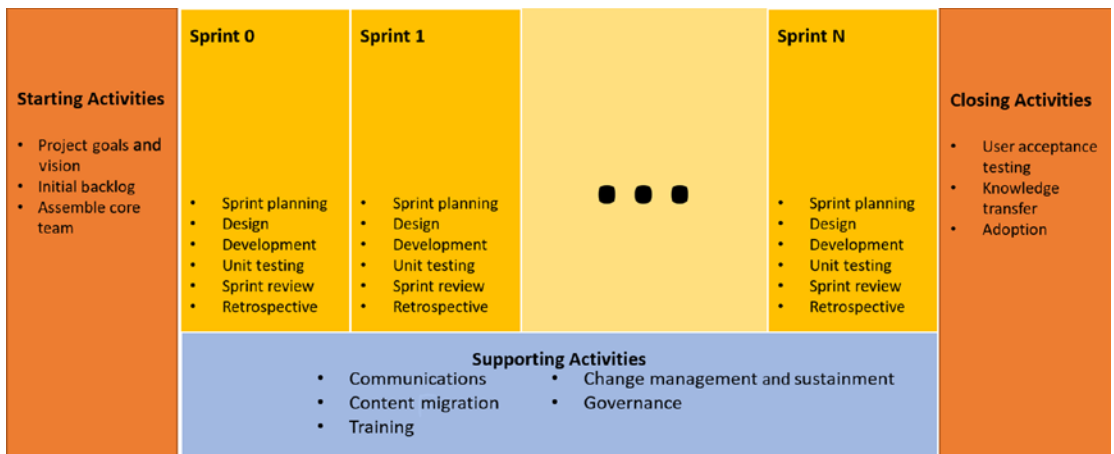 Starting Activities
• Project goals and
vision
• Initial backlog
• Assemble core
team
Sprint 0
• Sprint planning
• Design
• Development
• Unit testing
• Sprint review
• Retrospective
Sprint 1
• Sprint planning
• Design
• Development
• Unit testing
• Sprint review
• Retrospective
...
Sprint N
• Sprint planning
• Design
• Development
• Unit testing
• Sprint review
• Retrospective
Supporting Activities
• Communications
• Content migration
• Training
• Change management and sustainment
• Governance
Closing Activities
• User acceptance
testing
• Knowledge
transfer
• Adoption